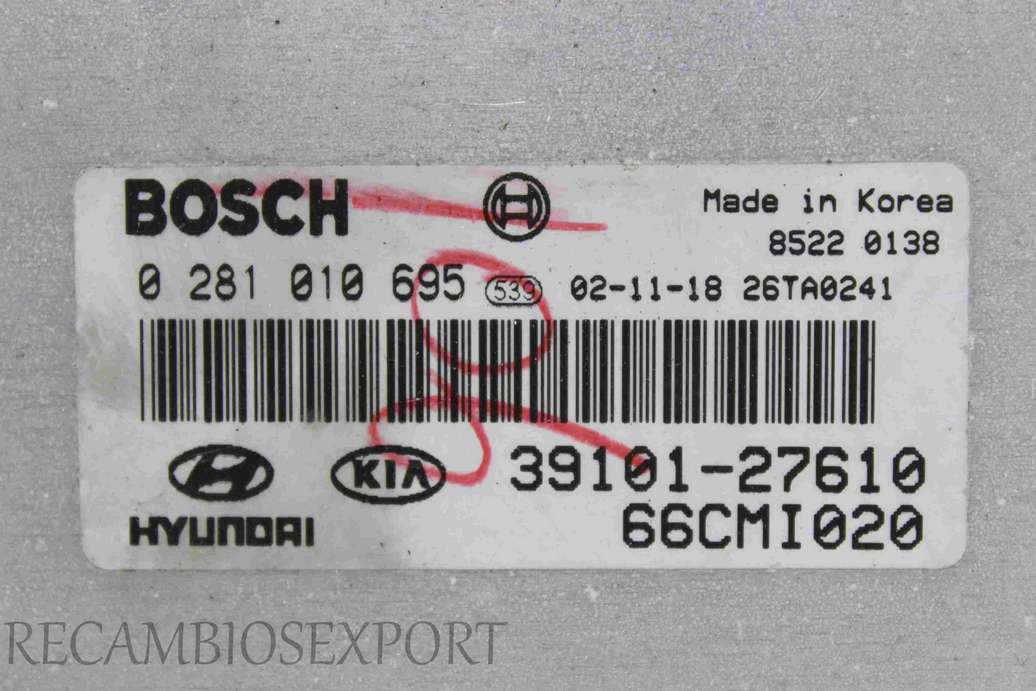 BOSCH
Made in Korea
8522 0138
0 281 010 695 539 02-11-18 26TA0241
KIA 39101-27610
HYUNDAI 66CMI020
RECAMBIOSEXPORT